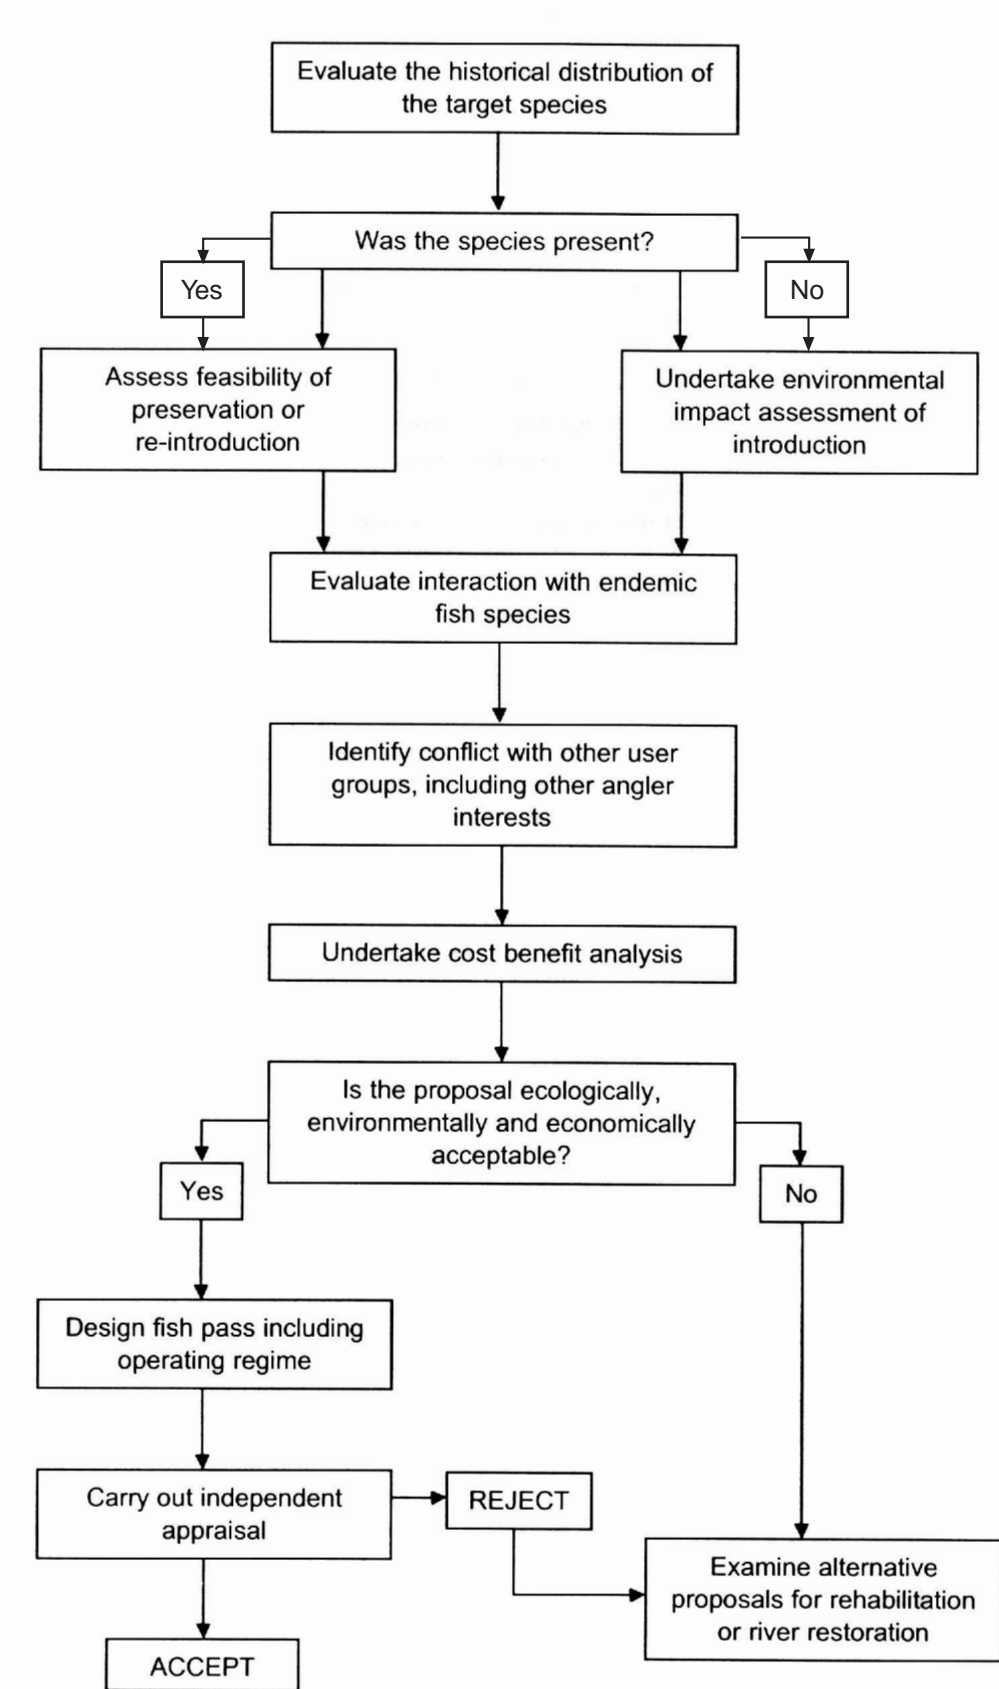 Evaluate the historical distribution of
the target species
Was the species present?
Yes
No
Assess feasibility of
preservation or
re-introduction
Undertake environmental
impact assessment of
introduction
Evaluate interaction with endemic
fish species
Identify conflict with other user
groups, including other angler
interests
Undertake cost benefit analysis
Is the proposal ecologically,
environmentally and economically
acceptable?
Yes
No
Design fish pass including
operating regime
Carry out independent
appraisal
REJECT
Examine alternative
proposals for rehabilitation
or river restoration
ACCEPT